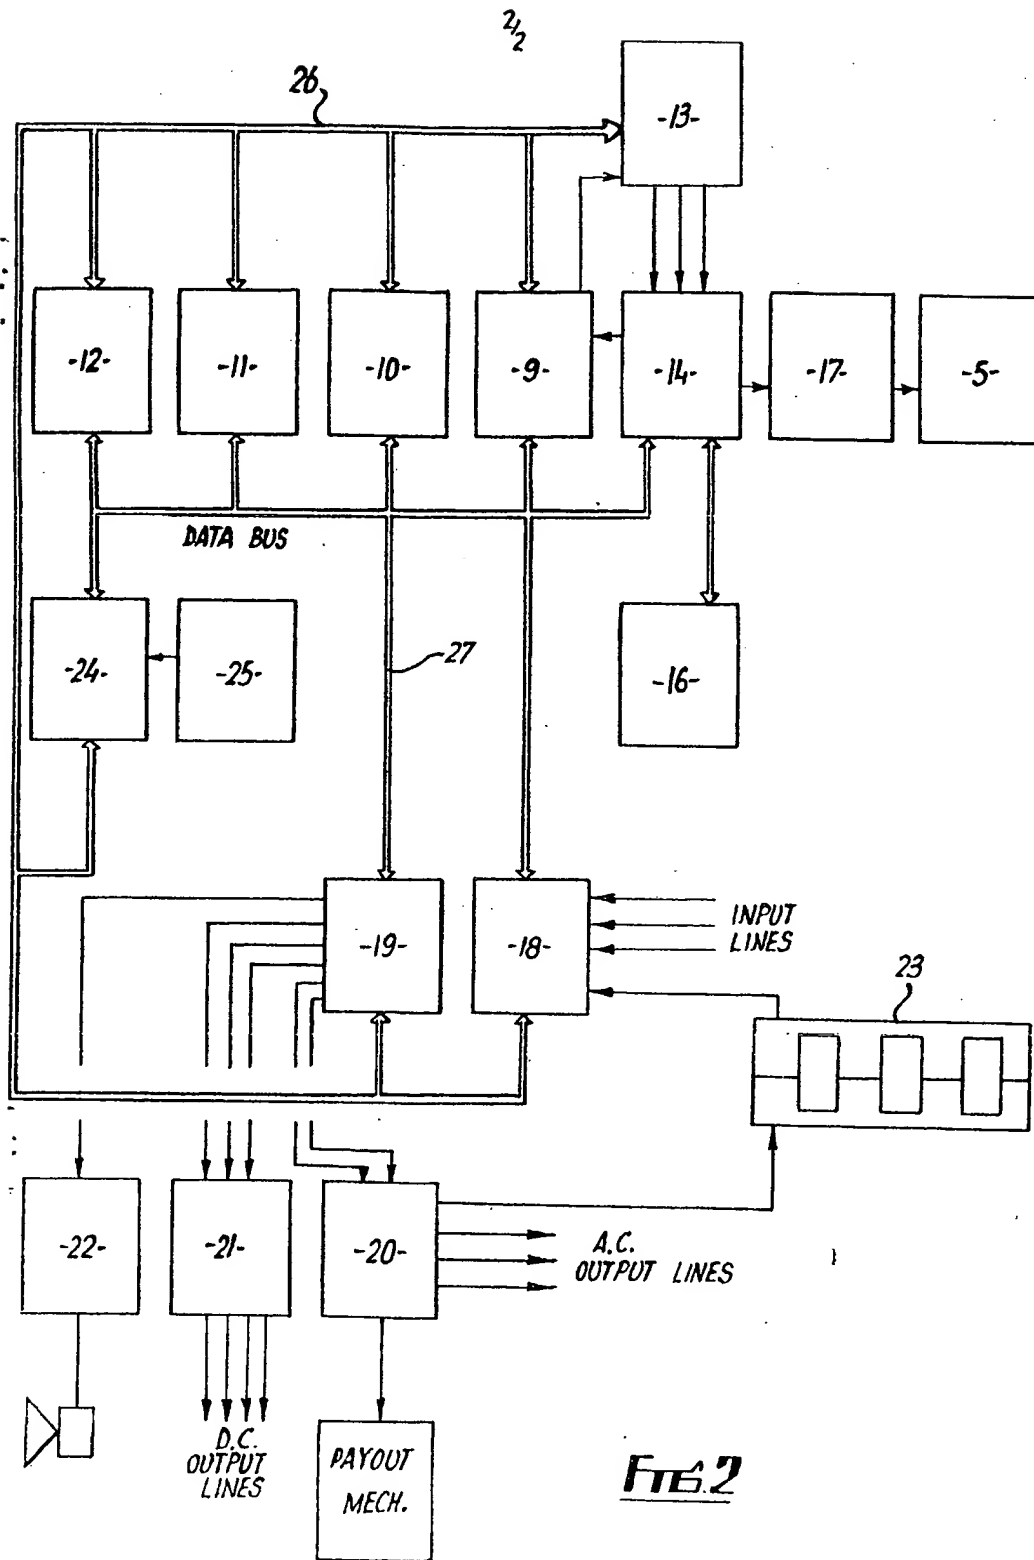 2/2
26
-13-
-12-
-11-
-10-
-9-
-14-
-17-
-5-
DATA BUS
-24-
-25-
27
-16-
-19-
-18-
INPUT
LINES
23
-22-
-21-
-20-
A.C.
OUTPUT LINES
D.C.
OUTPUT
LINES
PAYOUT
MECH.
FIG.2